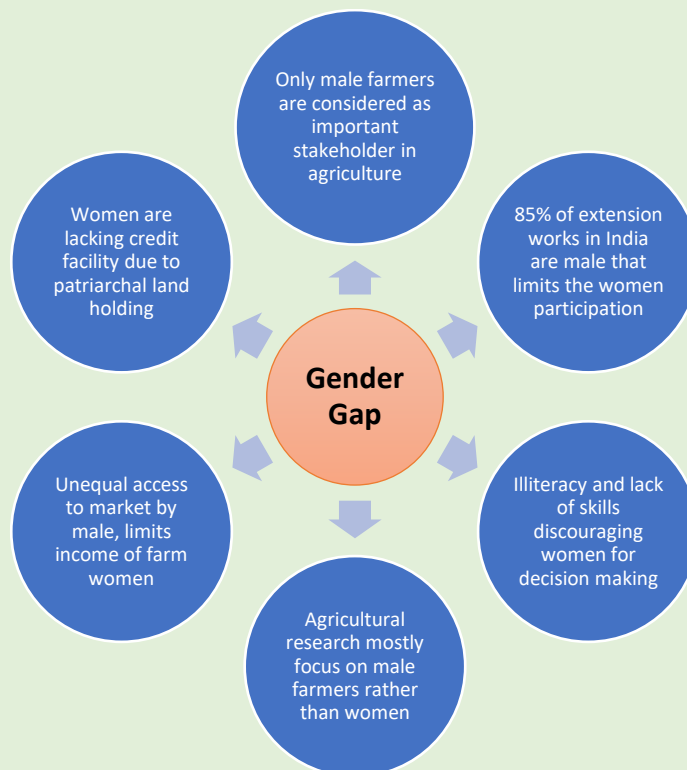 Only male farmers
are considered as
important
stakeholder in
agriculture
85% of extension
works in India
are male that
limits the women
participation
Illiteracy and lack
of skills
discouraging
women for
decision making
Agricultural
research mostly
focus on male
farmers rather
than women
Unequal access
to market by
male, limits
income of farm
women
Women are
lacking credit
facility due to
patriarchal land
holding
Gender
Gap